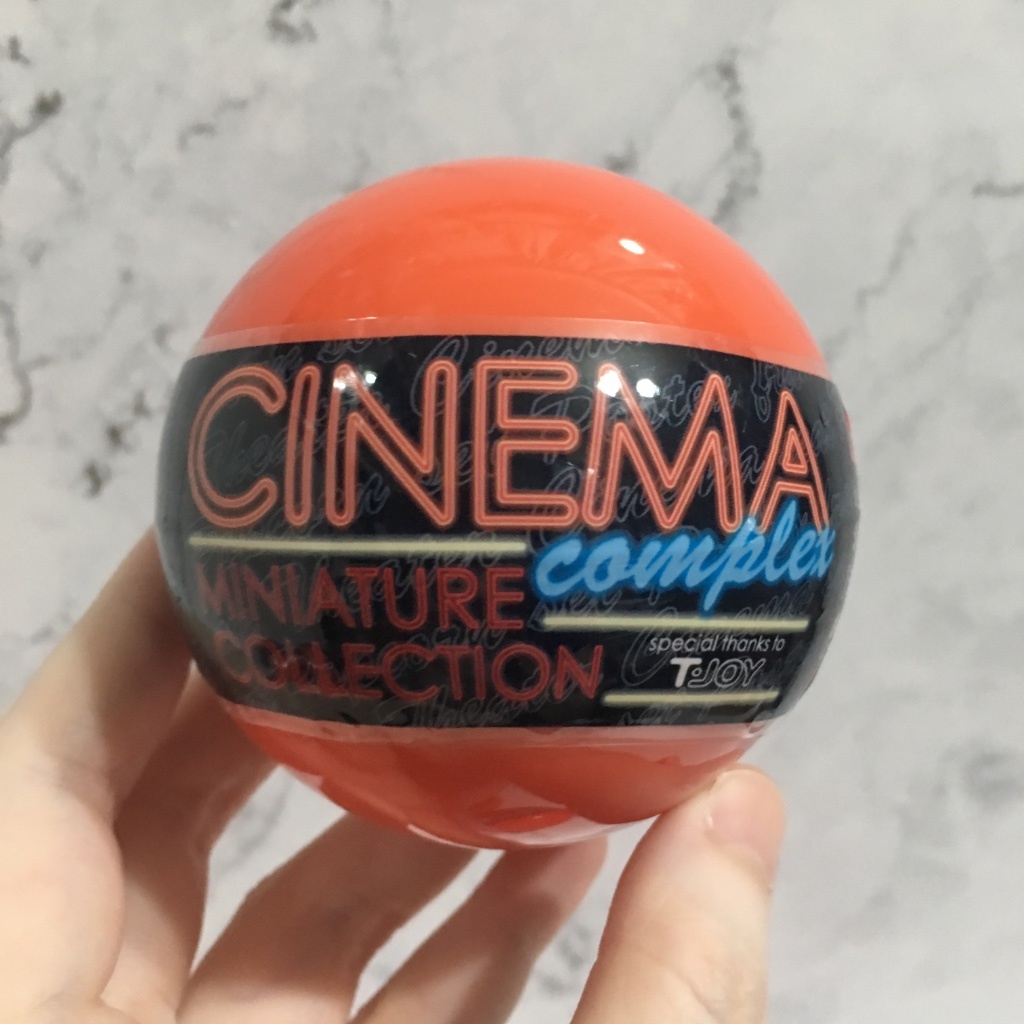 CINEMA
complex
MINIATURE
COLLECTION
special thanks to
T·JOY